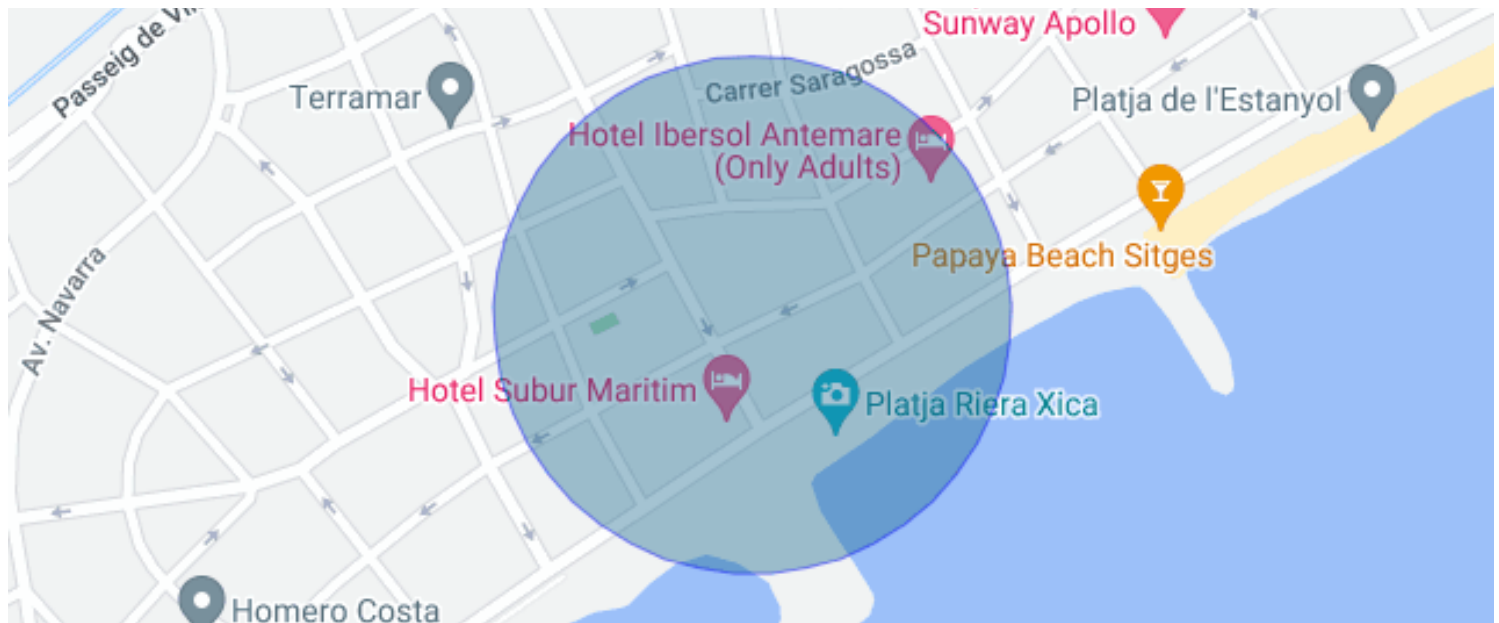 Sunway Apollo
Passeig de Vil
Carrer Saragossa
Terramar
Platja de l'Estanyol
Hotel Ibersol Antemare
(Only Adults)
Papaya Beach Sitges
Av. Navarra
Hotel Subur Maritim
Platja Riera Xica
Homero Costa